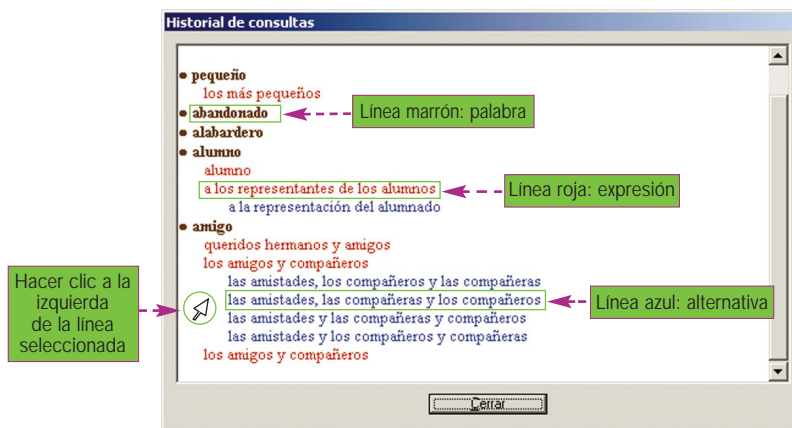 Historial de consultas
pequeño
los más pequeños
abandonado
Línea marrón: palabra
alabardero
alumno
alumno
a los representantes de los alumnos
Línea roja: expresión
a la representación del alumnado
amigo
queridos hermanos y amigos
los amigos y compañeros
las amistades, los compañeros y las compañeras
Hacer clic a la
izquierda
de la línea
seleccionada
las amistades, las compañeras y los compañeros
Línea azul: alternativa
las amistades y las compañeras y compañeros
las amistades y los compañeros y compañeras
los amigos y compañeros
Cerrar